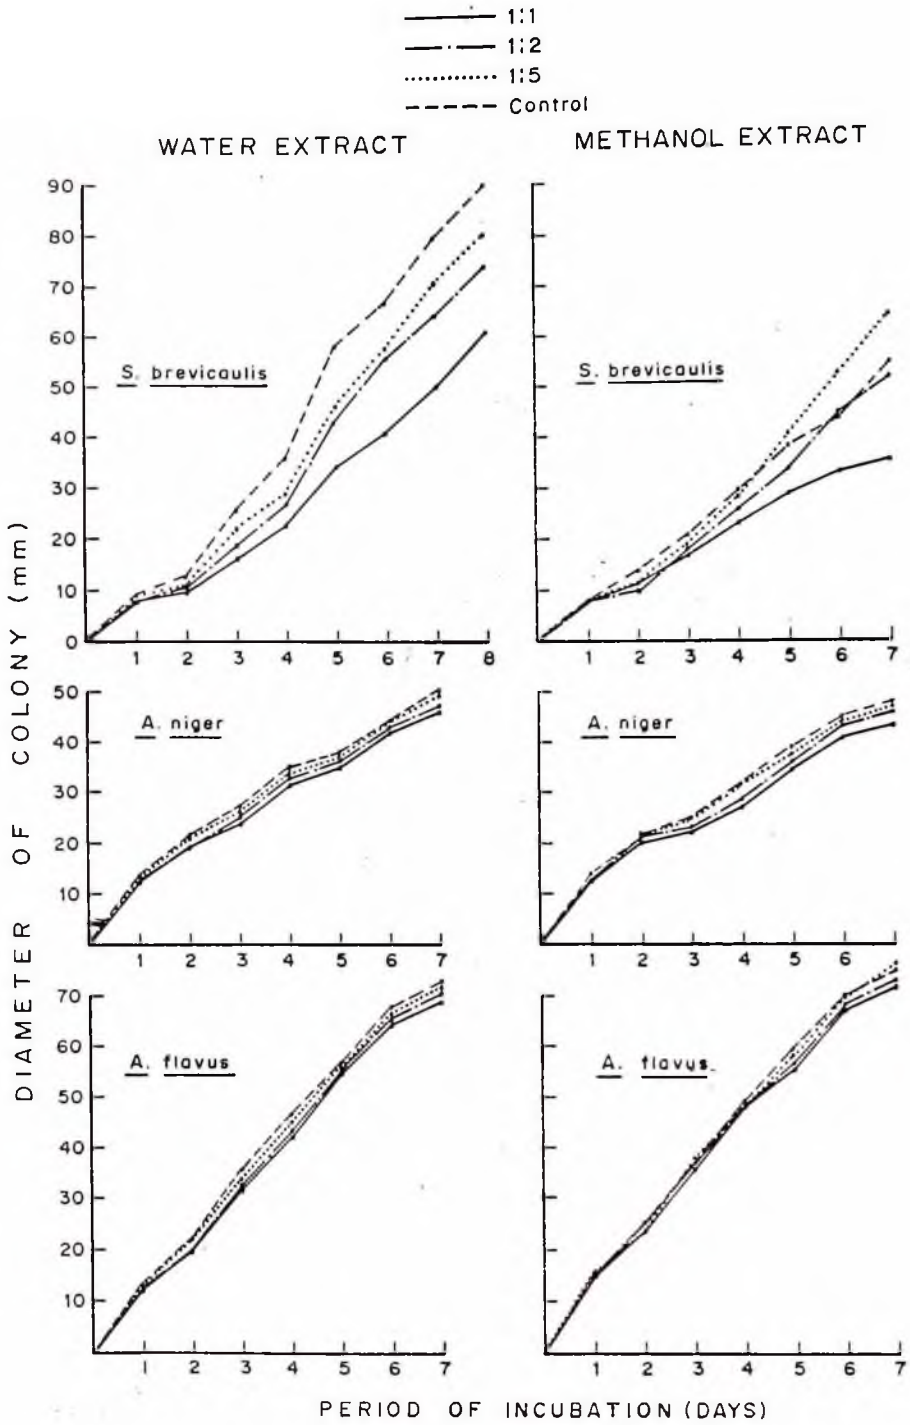 1:1
1:2
1:5
Control
WATER EXTRACT
METHANOL EXTRACT
90
80
70
60
50
40
30
20
10
0
S. brevicaulis
1 2 3 4 5 6 7 8
S. brevicaulis
1 2 3 4 5 6 7
50
40
30
20
10
A. niger
1 2 3 4 5 6 7
A. niger
1 2 3 4 5 6 7
70
60
50
40
30
20
10
A. flavus
1 2 3 4 5 6 7
A. flavus
1 2 3 4 5 6 7
DIAMETER OF COLONY (mm)
PERIOD OF INCUBATION (DAYS)